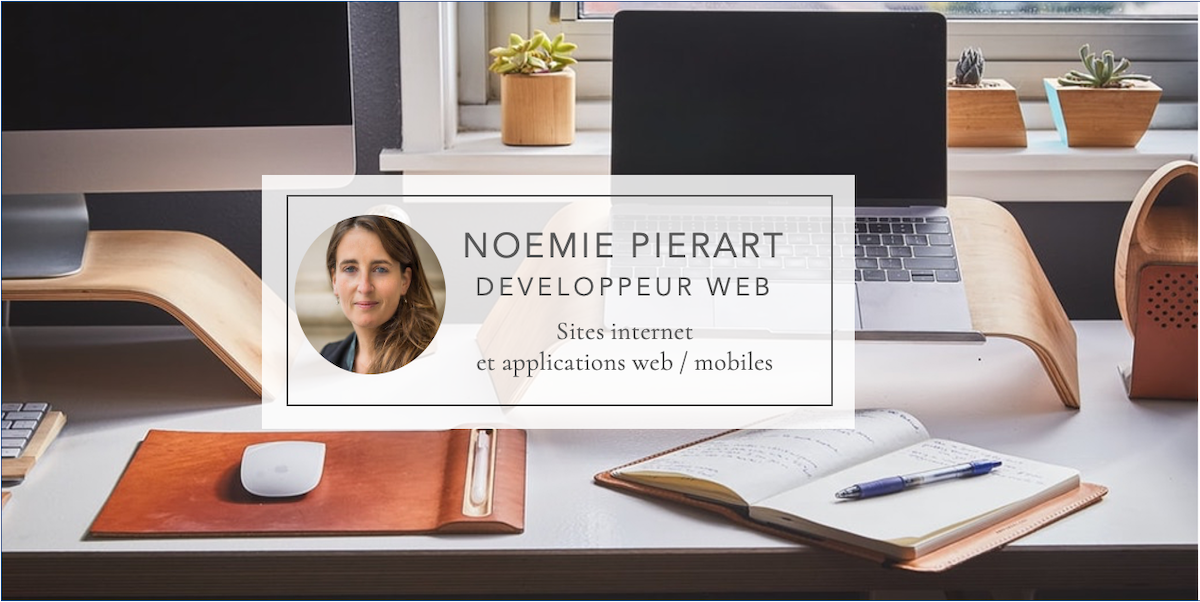 NOEMIE PIERART
DEVELOPPEUR WEB
Sites internet
et applications web / mobiles